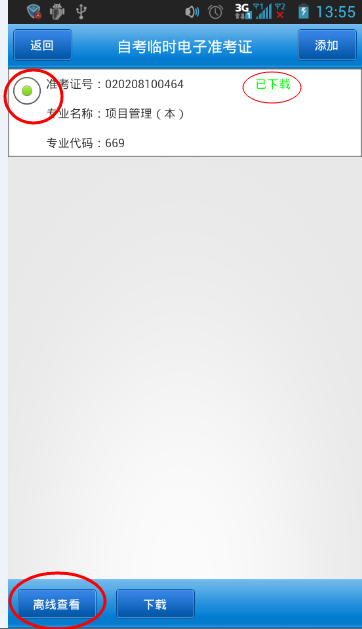 3G 1 2 13:55
返回 自考临时电子准考证 添加
准考证号：020208100464 已下载
专业名称：项目管理（本）
专业代码：669
离线查看 下载